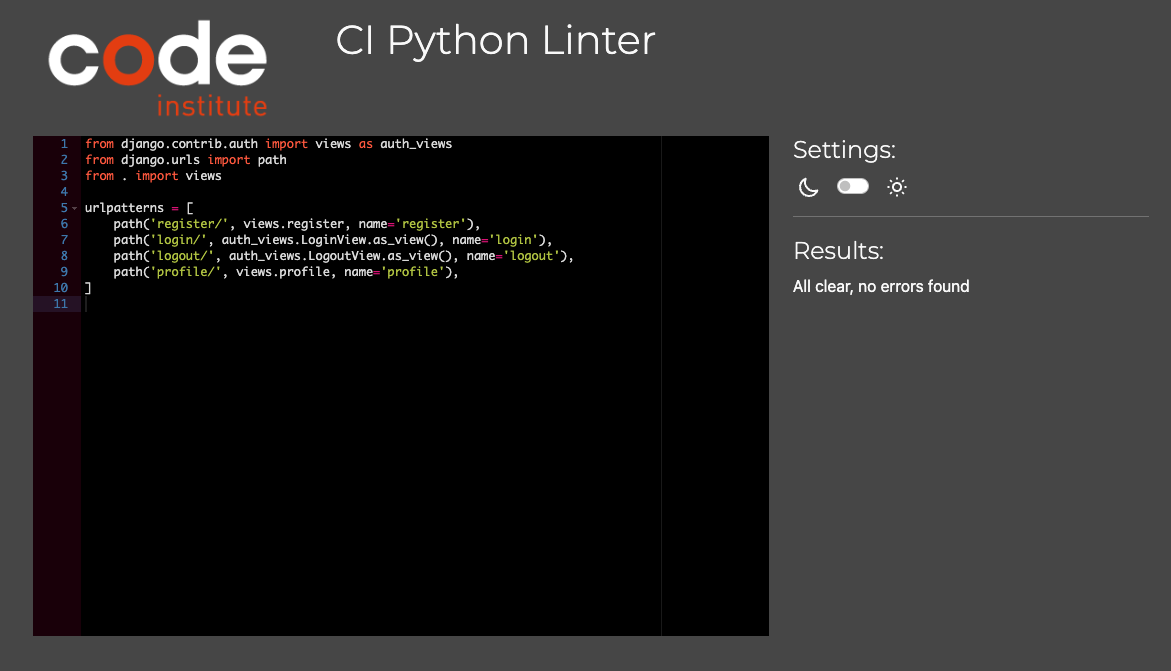 code
institute
CI Python Linter
1 from django.contrib.auth import views as auth_views
2 from django.urls import path
3 from . import views
4
5 urlpatterns = [
6     path('register/', views.register, name='register'),
7     path('login/', auth_views.LoginView.as_view(), name='login'),
8     path('logout/', auth_views.LogoutView.as_view(), name='logout'),
9     path('profile/', views.profile, name='profile'),
10 ]
11
Settings:
Results:
All clear, no errors found